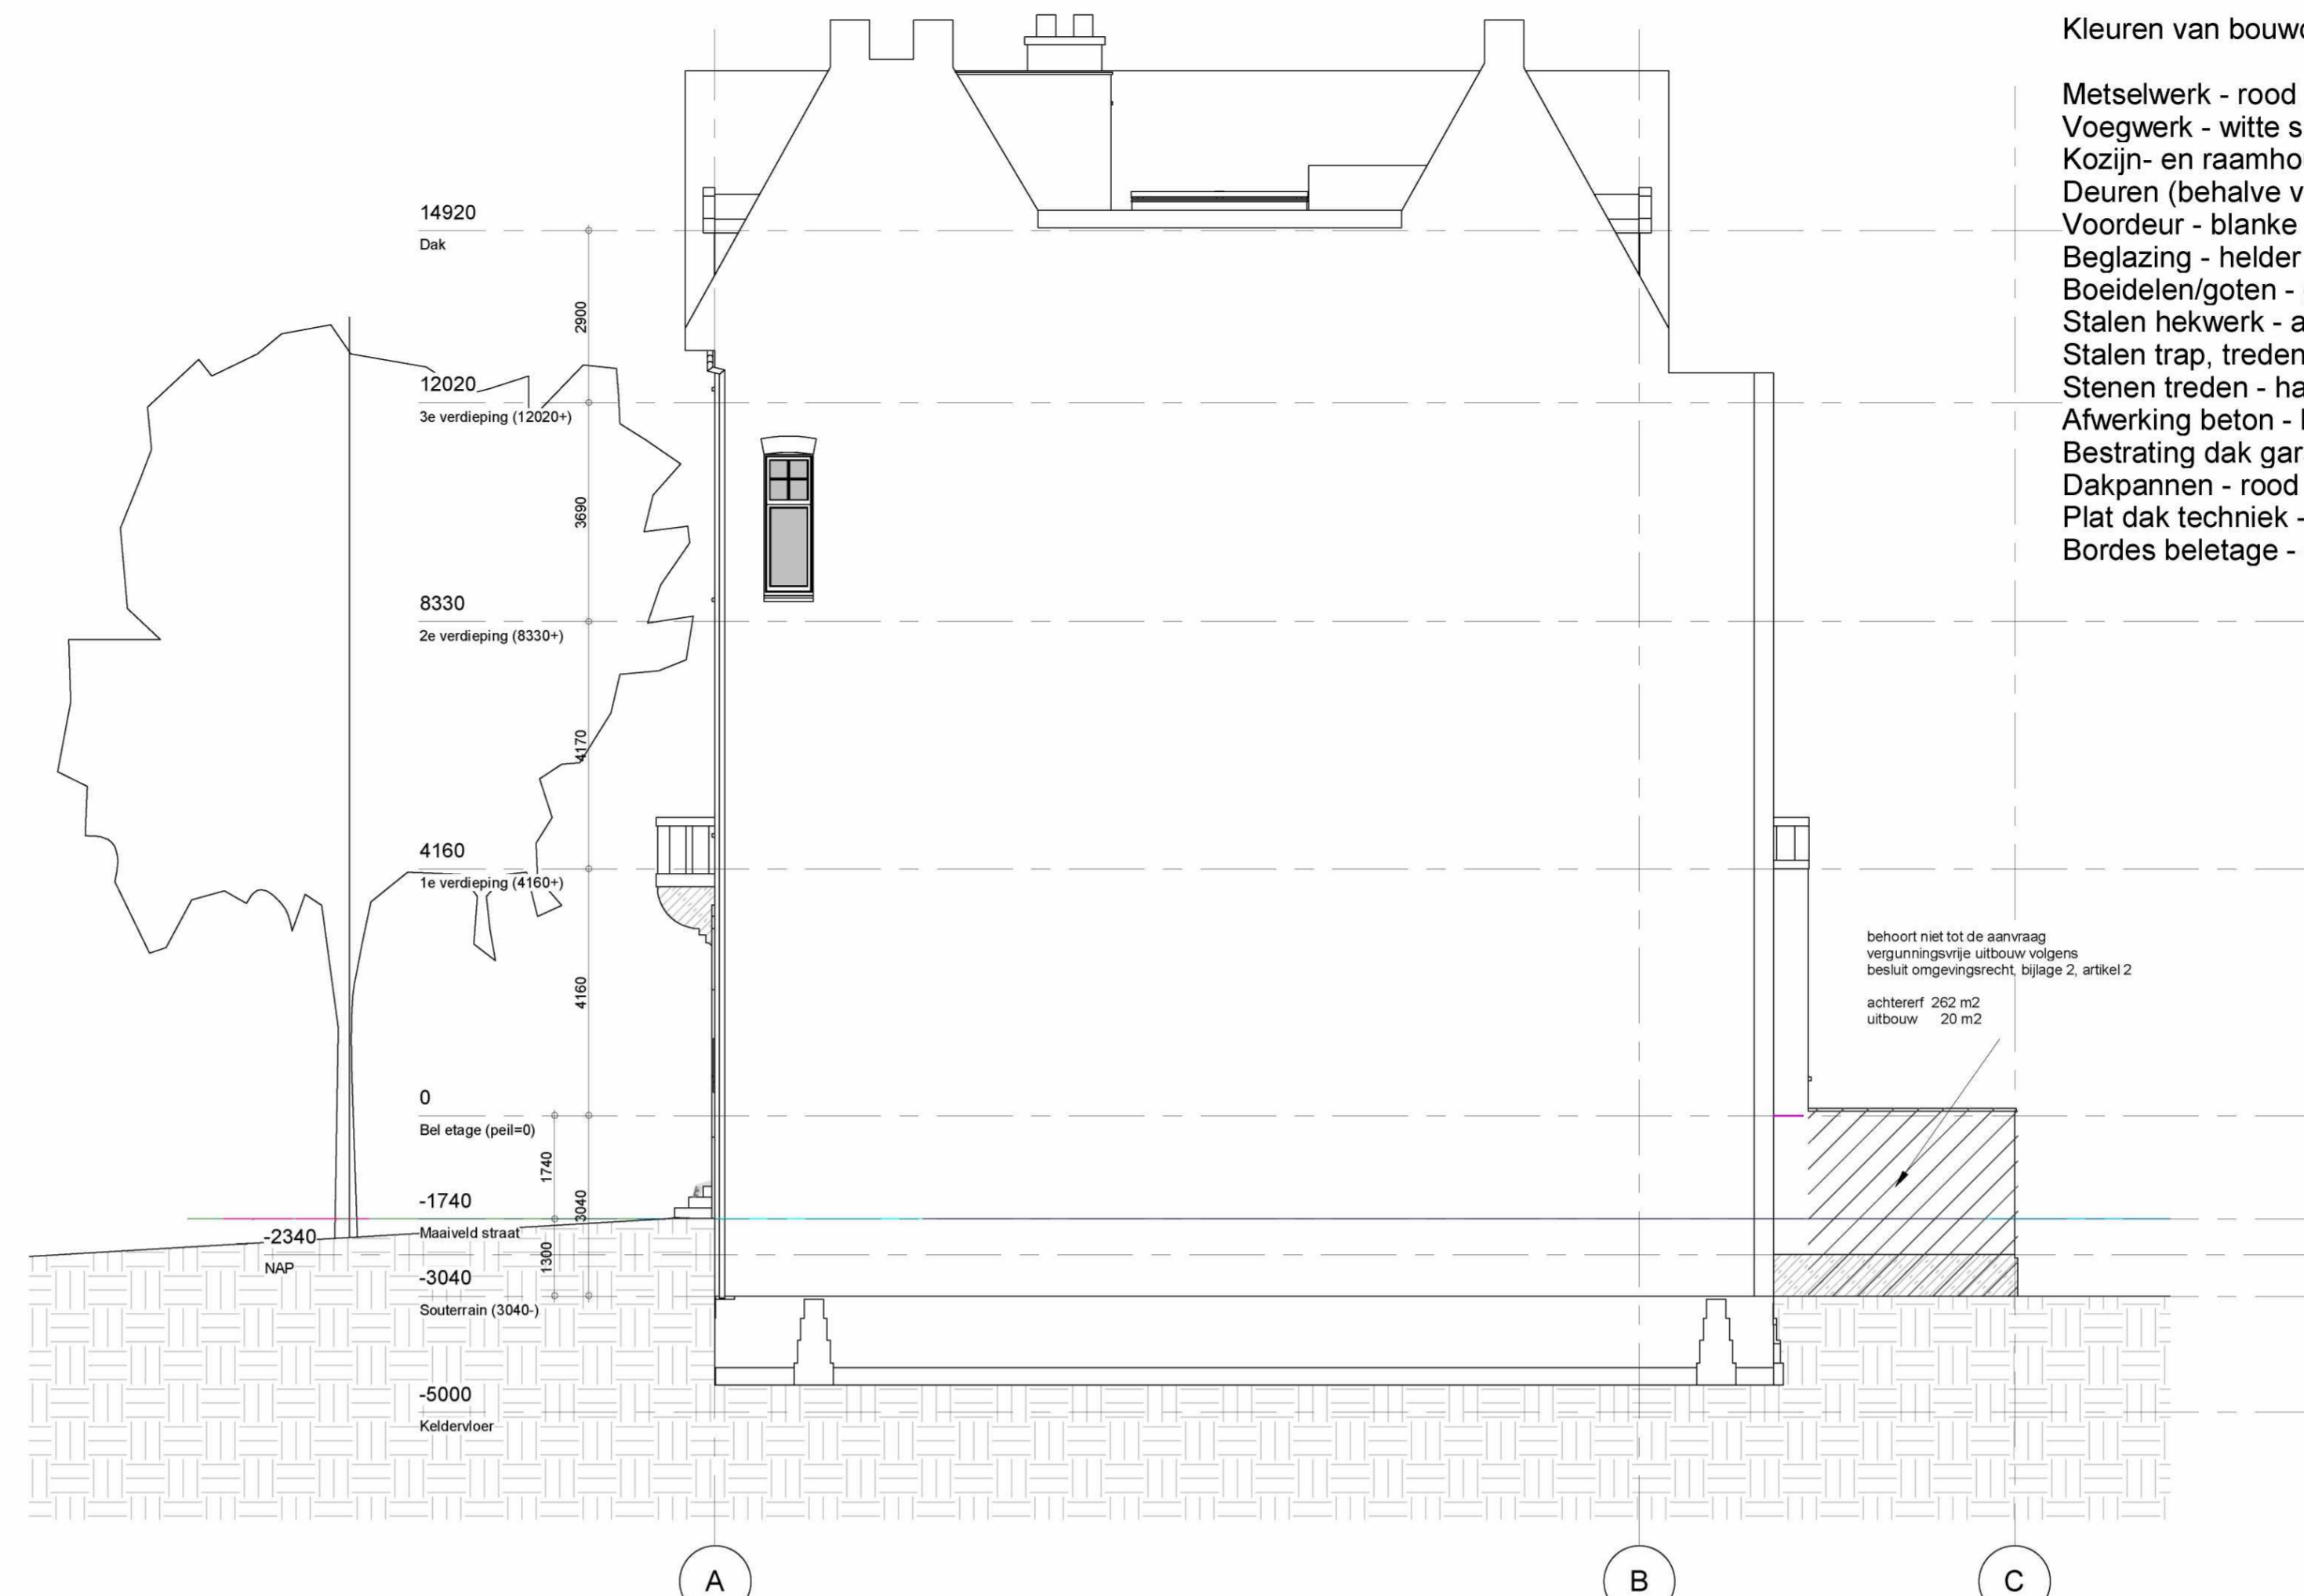 Kleuren van bouwo
Metselwerk - rood
Voegwerk - witte s
Kozijn- en raamhou
Deuren (behalve v
Voordeur - blanke
Beglazing - helder
Boeidelen/goten -
Stalen hekwerk - a
Stalen trap, treden
Stenen treden - ha
Afwerking beton -
Bestrating dak gar
Dakpannen - rood
Plat dak techniek -
Bordes beletage -
14920
Dak
2900
12020
3e verdieping (12020+)
3690
8330
2e verdieping (8330+)
4170
4160
1e verdieping (4160+)
4160
behoort niet tot de aanvraag
vergunningsvrije uitbouw volgens
besluit omgevingsrecht, bijlage 2, artikel 2
achtererf 262 m2
uitbouw 20 m2
0
Bel etage (peil=0)
1740
3040
-1740
Maaiveld straat
-2340
NAP
1300
-3040
Souterrain (3040-)
-5000
Keldervloer
A
B
C